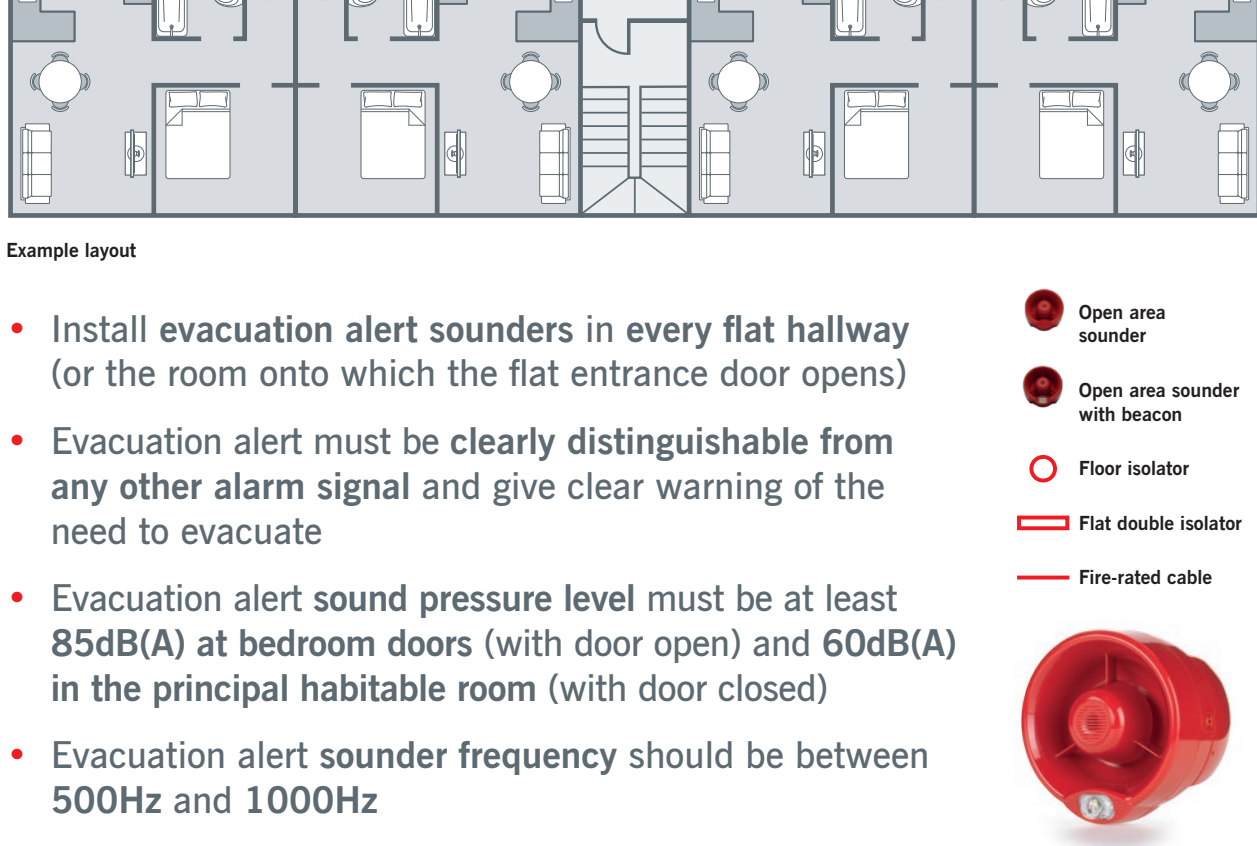 Example layout
• Install evacuation alert sounders in every flat hallway
(or the room onto which the flat entrance door opens)
• Evacuation alert must be clearly distinguishable from
any other alarm signal and give clear warning of the
need to evacuate
• Evacuation alert sound pressure level must be at least
85dB(A) at bedroom doors (with door open) and 60dB(A)
in the principal habitable room (with door closed)
• Evacuation alert sounder frequency should be between
500Hz and 1000Hz
Open area
sounder
Open area sounder
with beacon
Floor isolator
Flat double isolator
Fire-rated cable